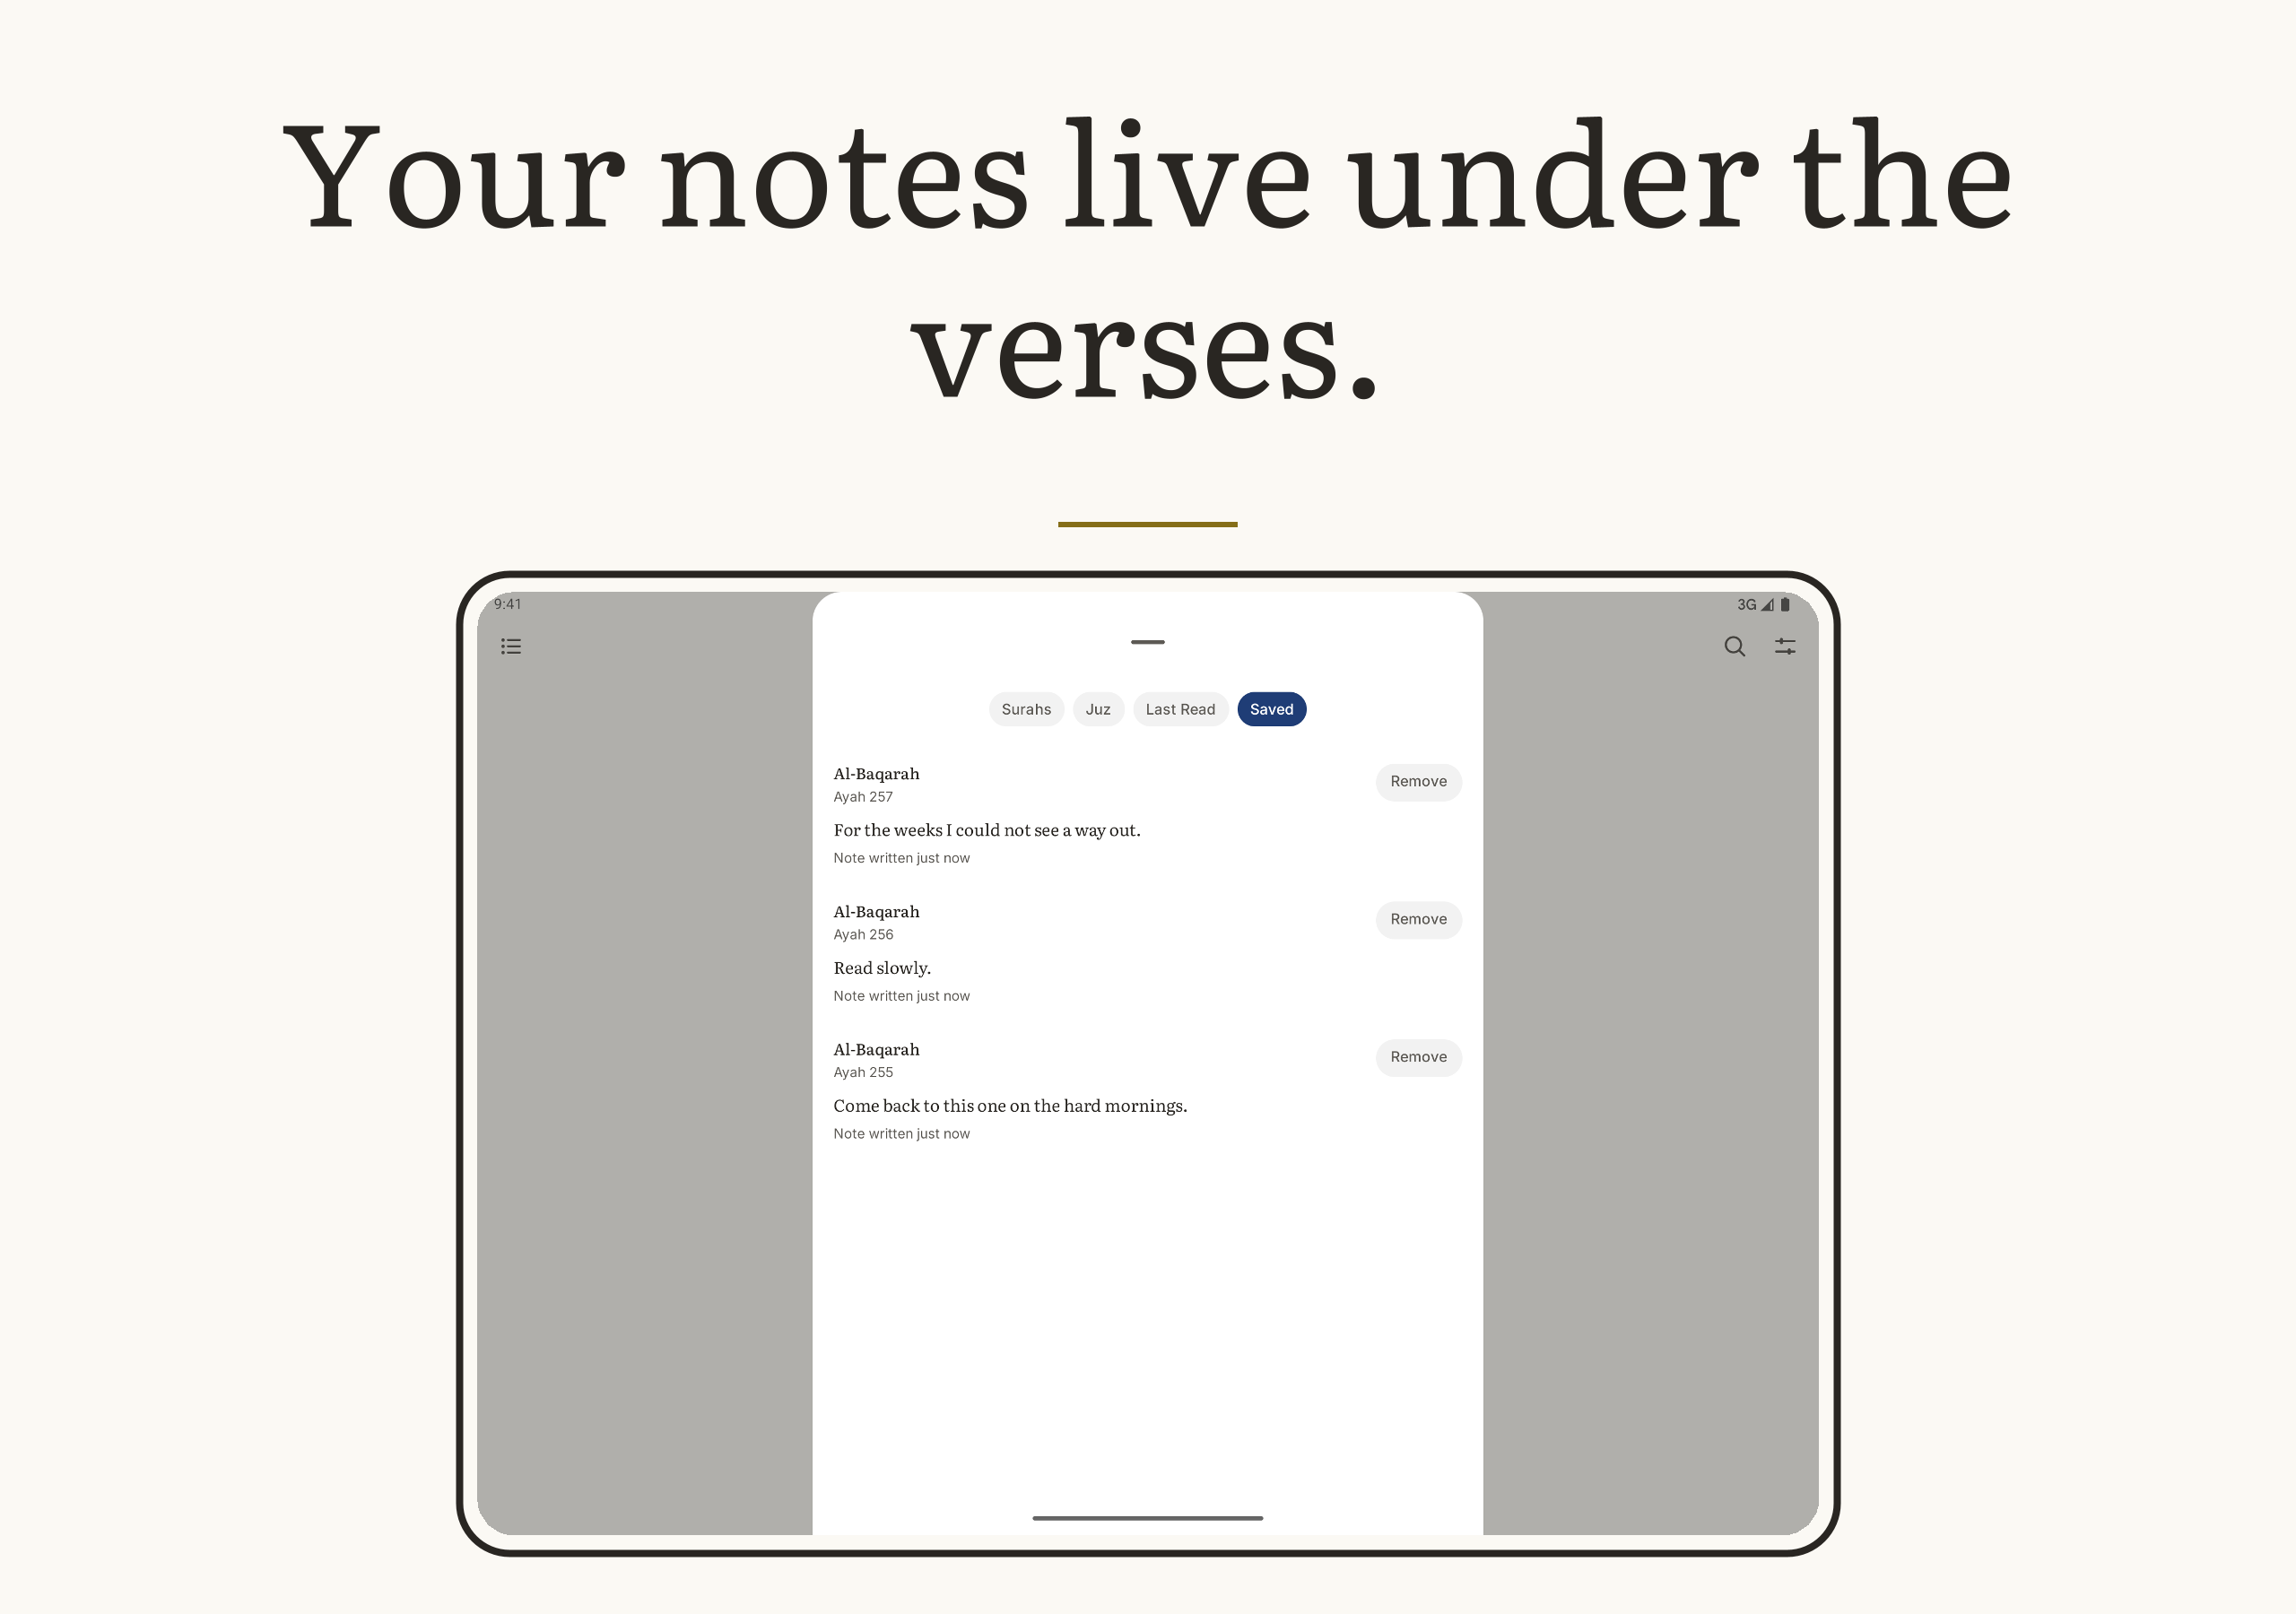 Your notes live under the
verses.
9:41
3G
Surahs Juz Last Read Saved
Al-Baqarah
Remove
Ayah 257
For the weeks I could not see a way out.
Note written just now
Al-Baqarah
Remove
Ayah 256
Read slowly.
Note written just now
Al-Baqarah
Remove
Ayah 255
Come back to this one on the hard mornings.
Note written just now